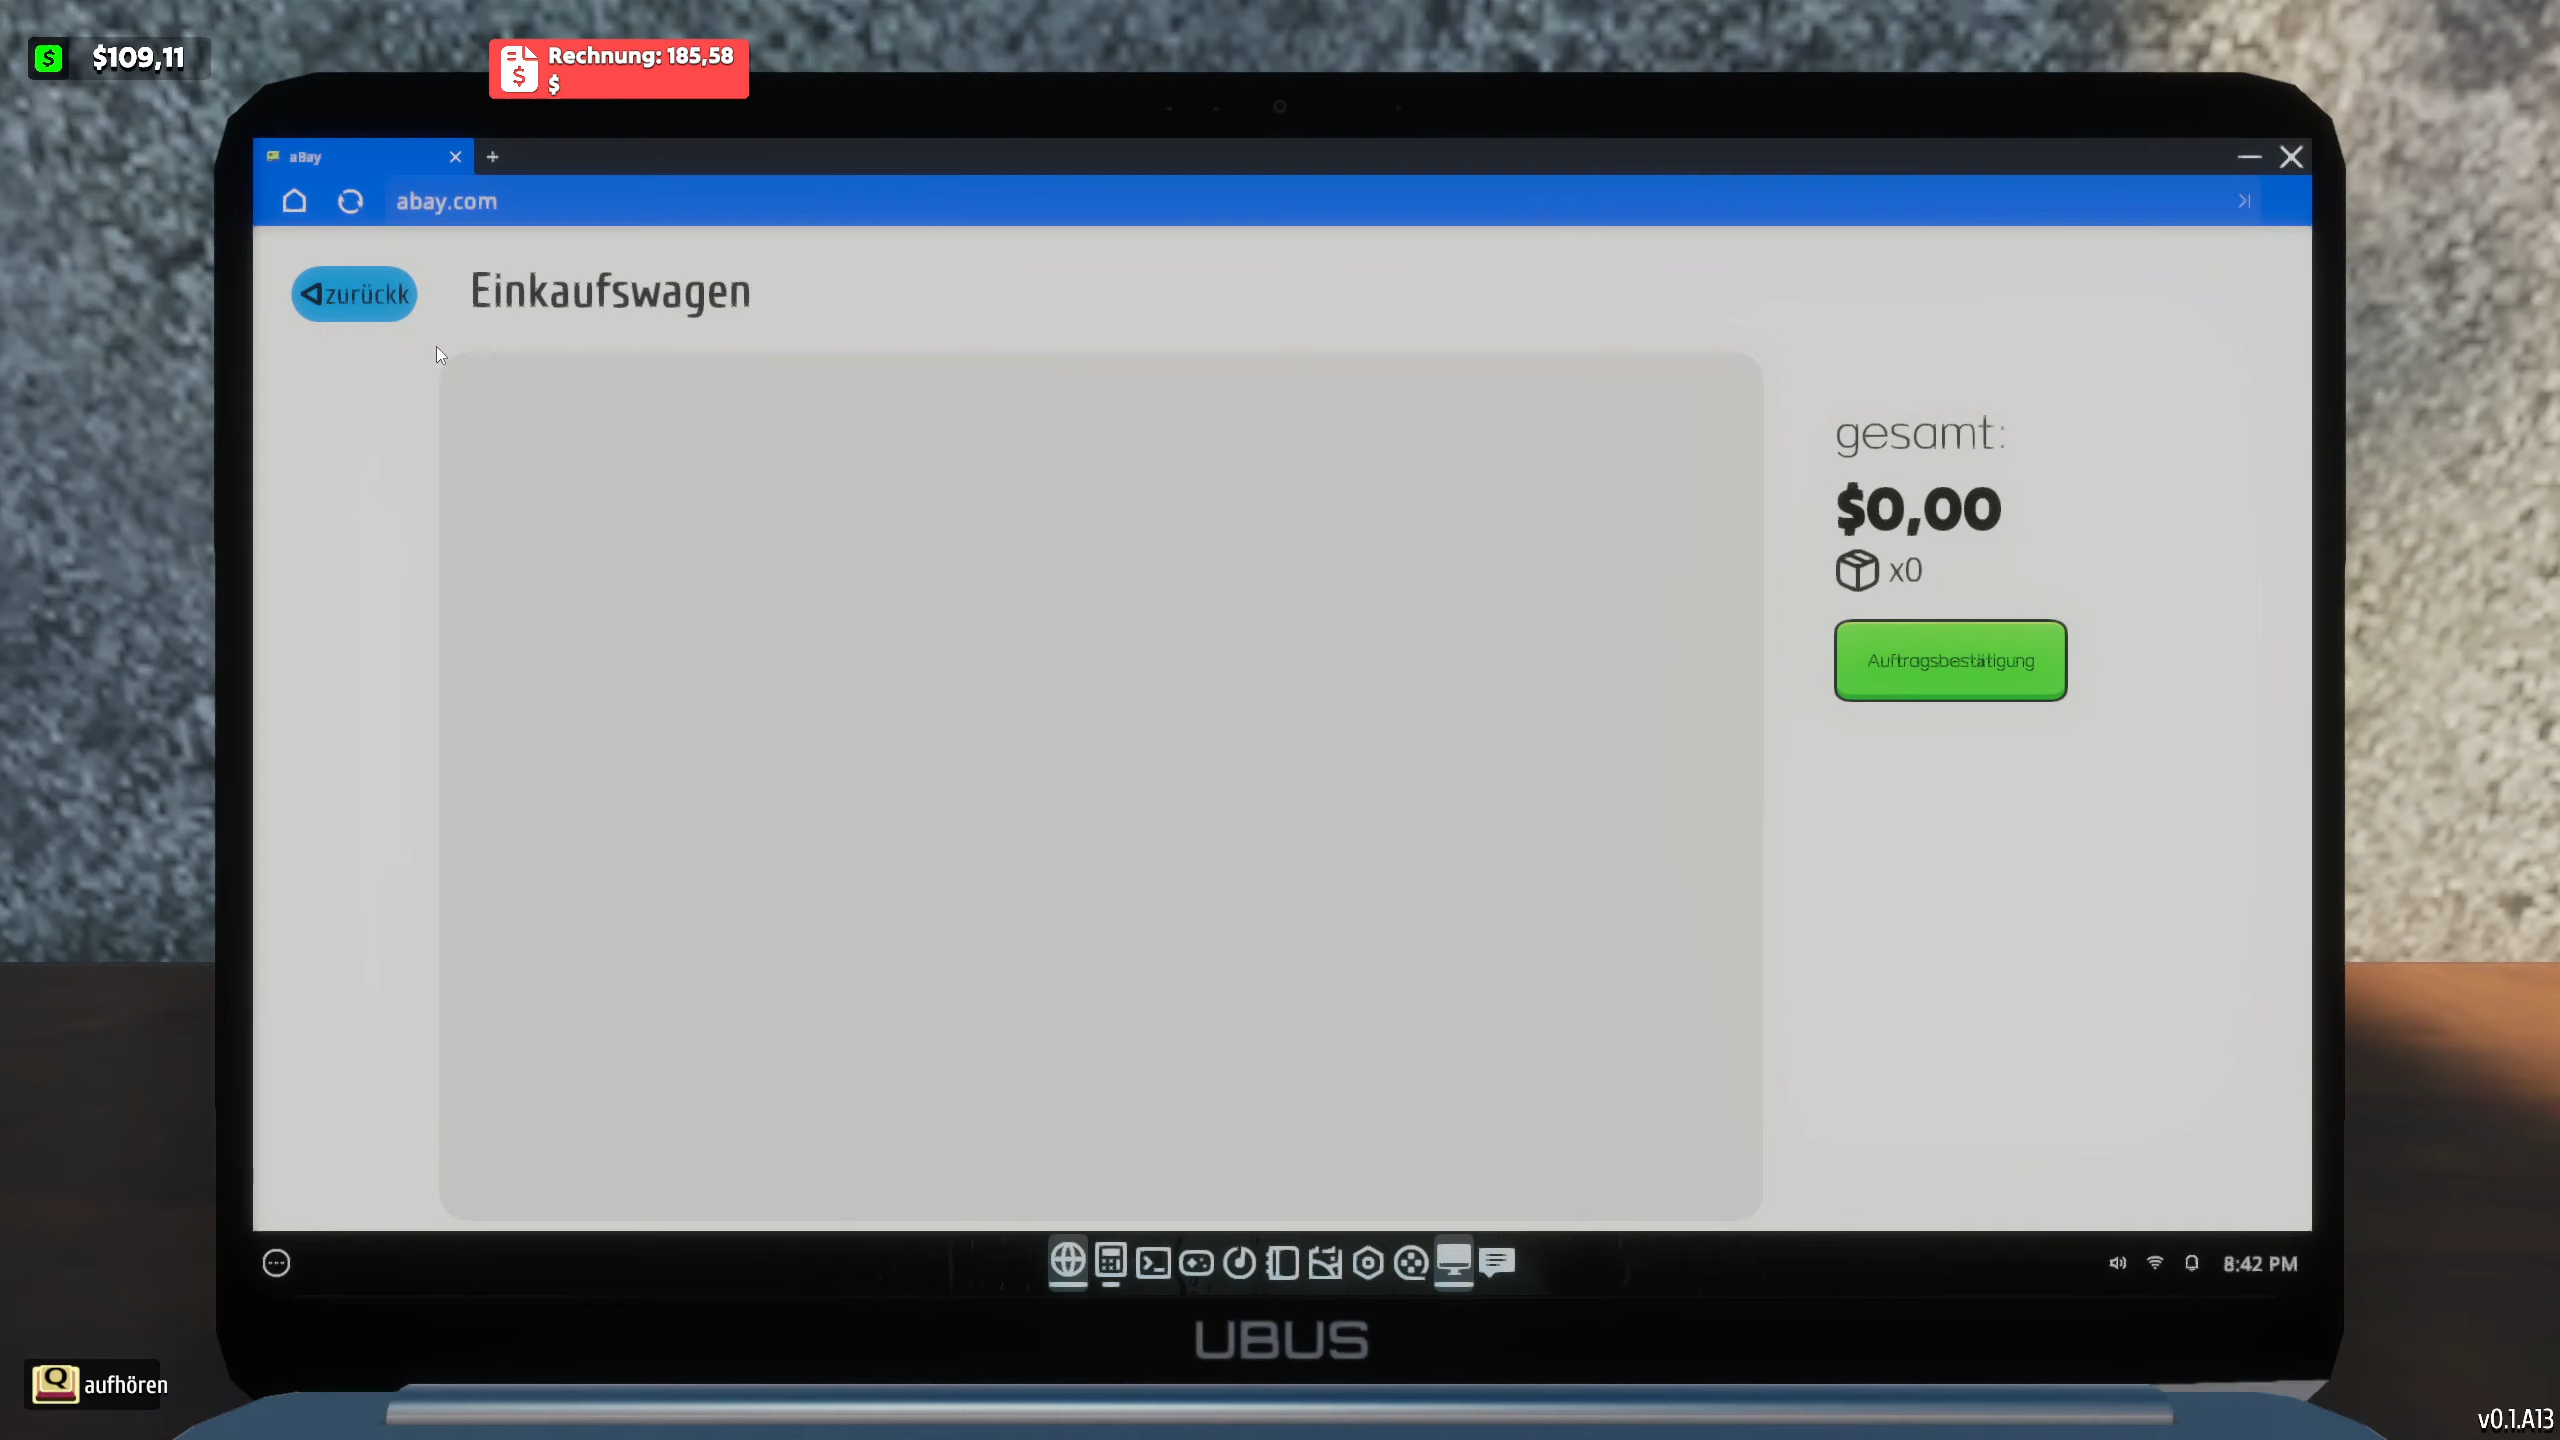 $109,11
Rechnung: 185,58
$
aBay
abay.com
zurückk
Einkaufswagen
gesamt:
$0,00
x0
Auftragsbestätigung
8:42 PM
UBUS
Q aufhören
v0.1.A13